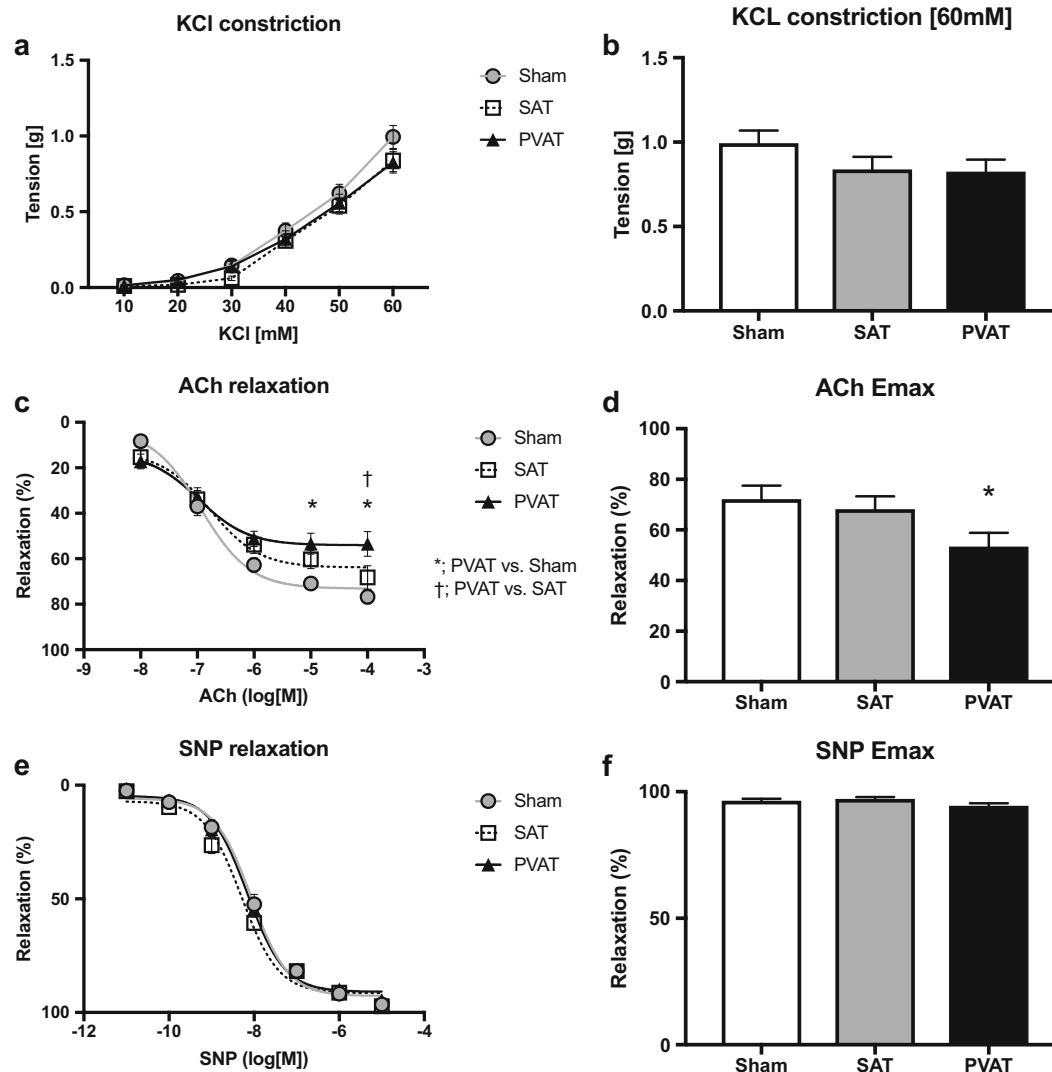 KCl constriction
a
1.5
1.0
0.5
0.0
Tension [g]
10 20 30 40 50 60
KCl [mM]
Sham
SAT
PVAT
KCL constriction [60mM]
b
1.5
1.0
0.5
0.0
Tension [g]
Sham SAT PVAT
ACh relaxation
c
0
20
40
60
80
100
Relaxation (%)
-9 -8 -7 -6 -5 -4 -3
ACh (log[M])
†
* *
Sham
SAT
PVAT
*; PVAT vs. Sham
†; PVAT vs. SAT
ACh Emax
d
100
80
60
40
20
0
Relaxation (%)
*
Sham SAT PVAT
SNP relaxation
e
0
50
100
Relaxation (%)
-12 -10 -8 -6 -4
SNP (log[M])
Sham
SAT
PVAT
SNP Emax
f
100
50
0
Relaxation (%)
Sham SAT PVAT